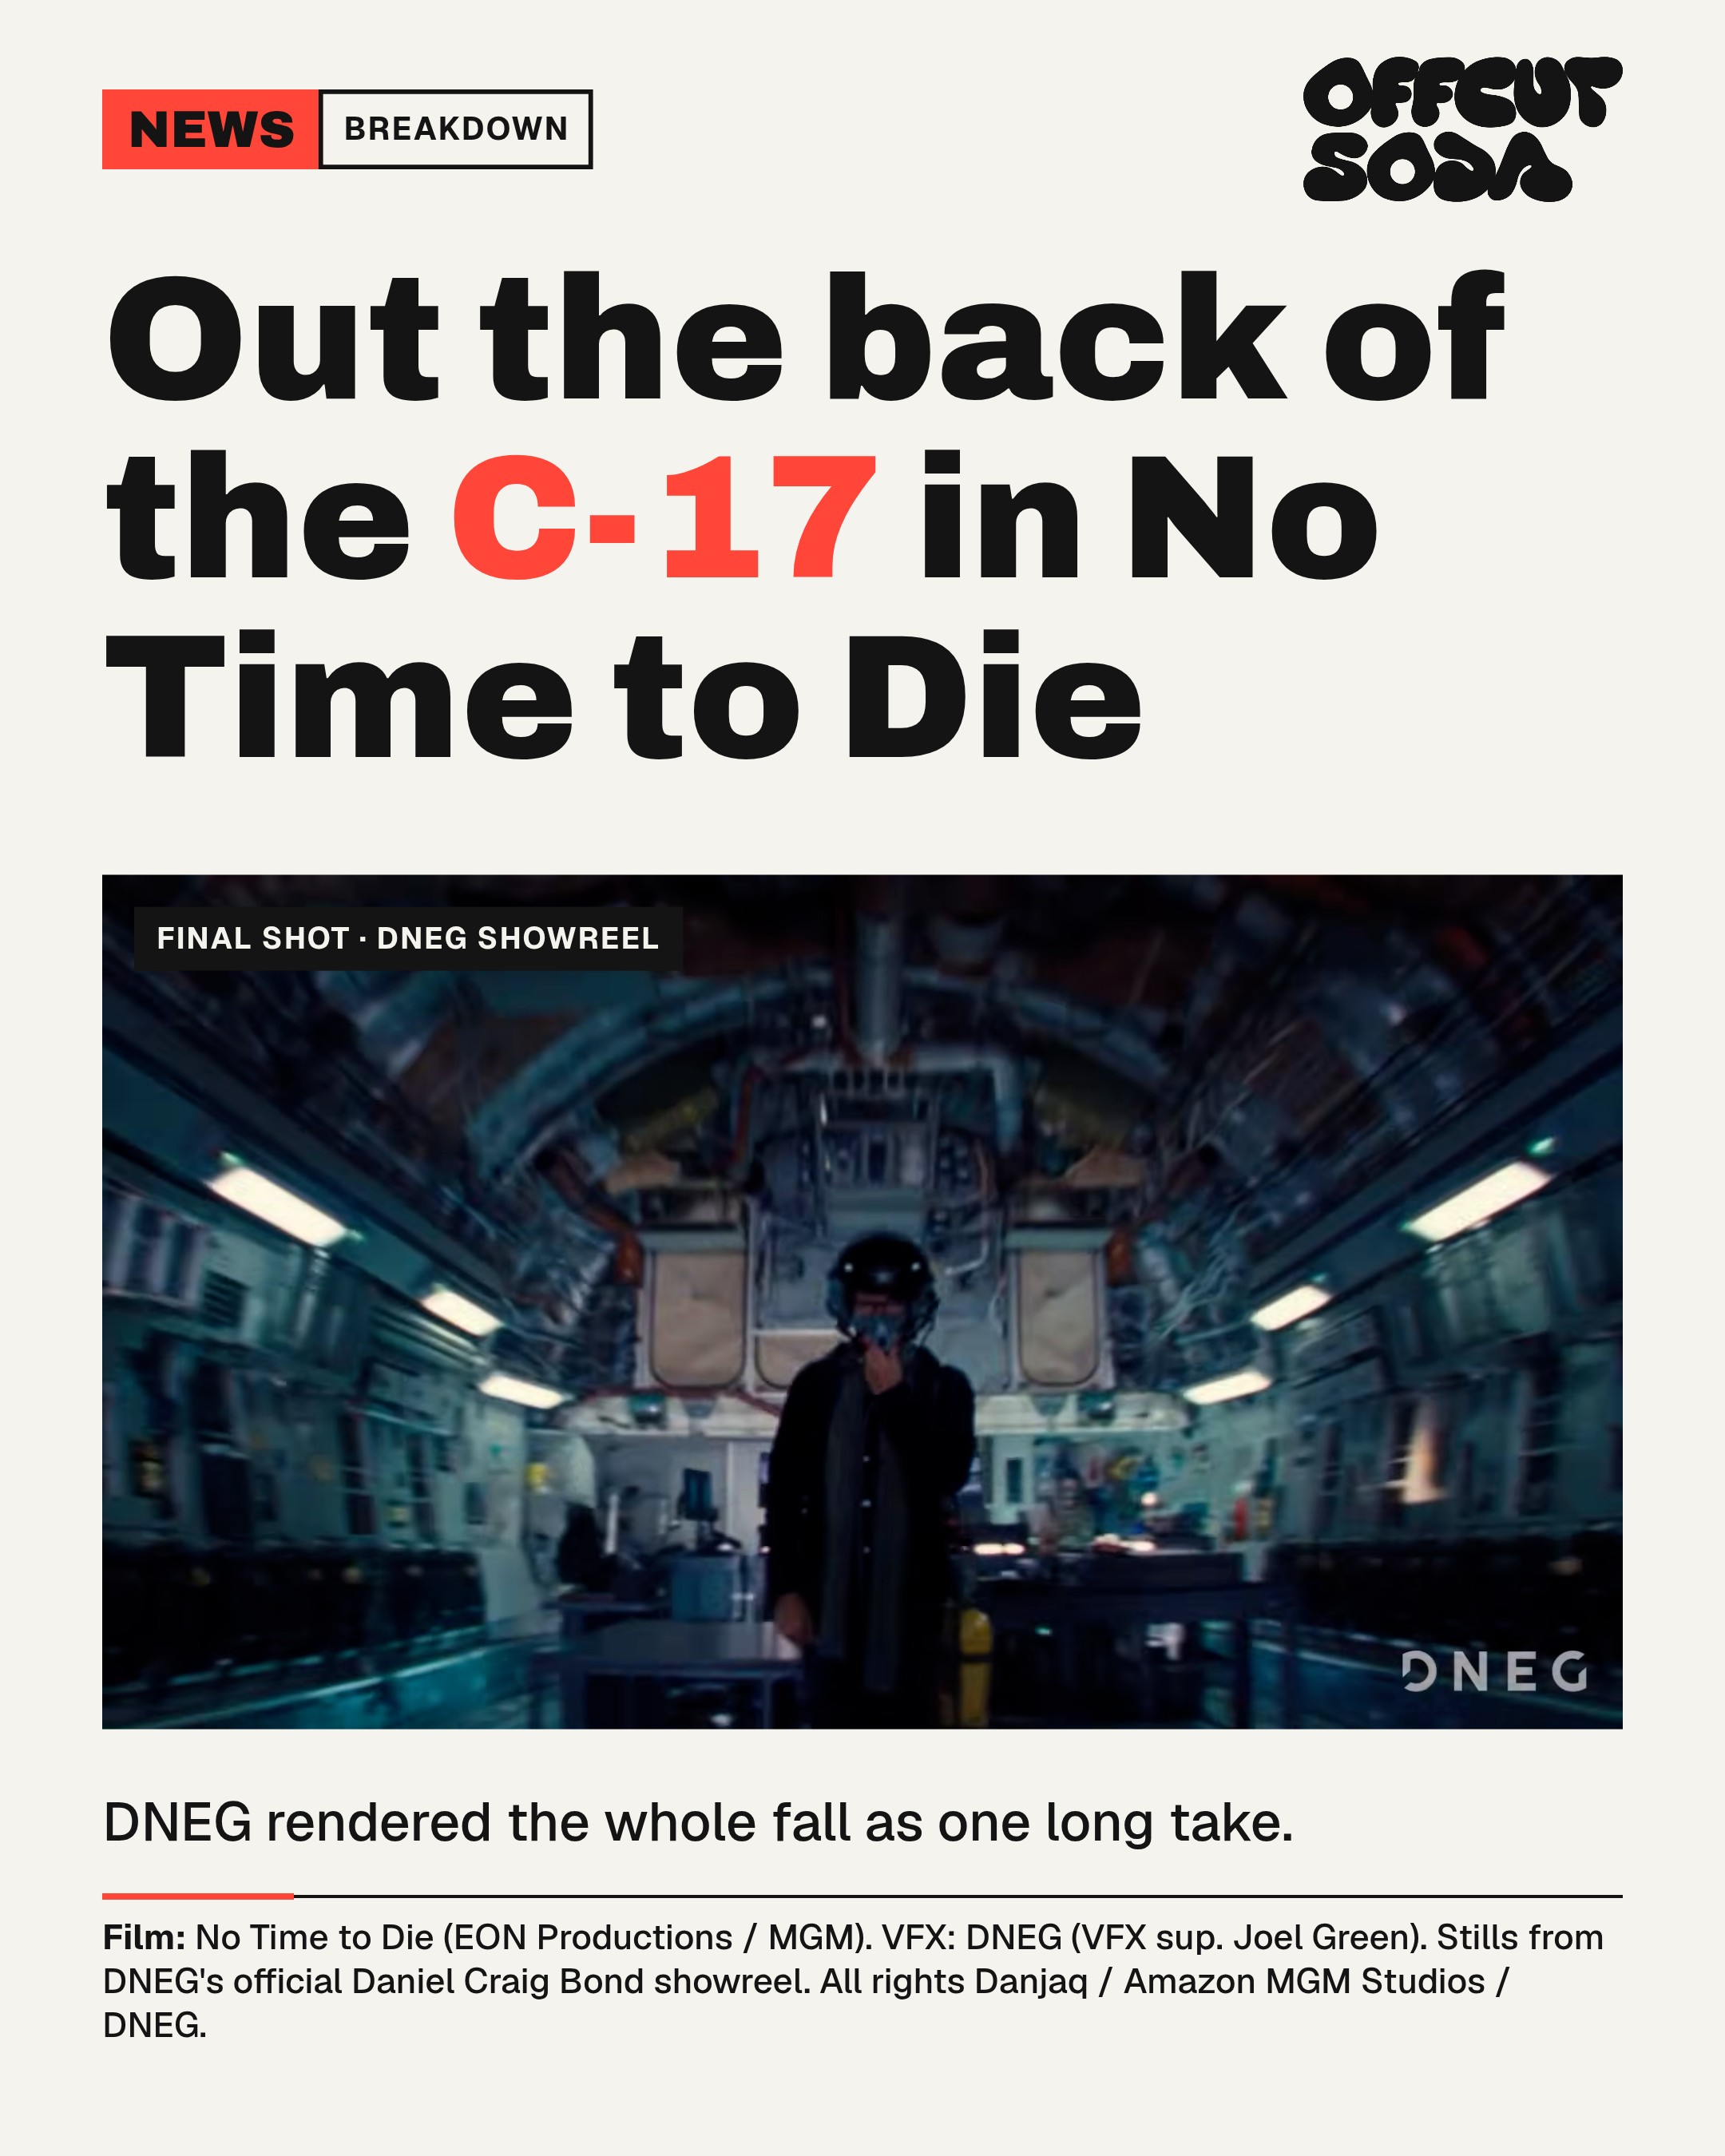 NEWS BREAKDOWN
OFFCUT
SODA
Out the back of
the C-17 in No
Time to Die
FINAL SHOT · DNEG SHOWREEL
DNEG
DNEG rendered the whole fall as one long take.
Film: No Time to Die (EON Productions / MGM). VFX: DNEG (VFX sup. Joel Green). Stills from
DNEG's official Daniel Craig Bond showreel. All rights Danjaq / Amazon MGM Studios /
DNEG.